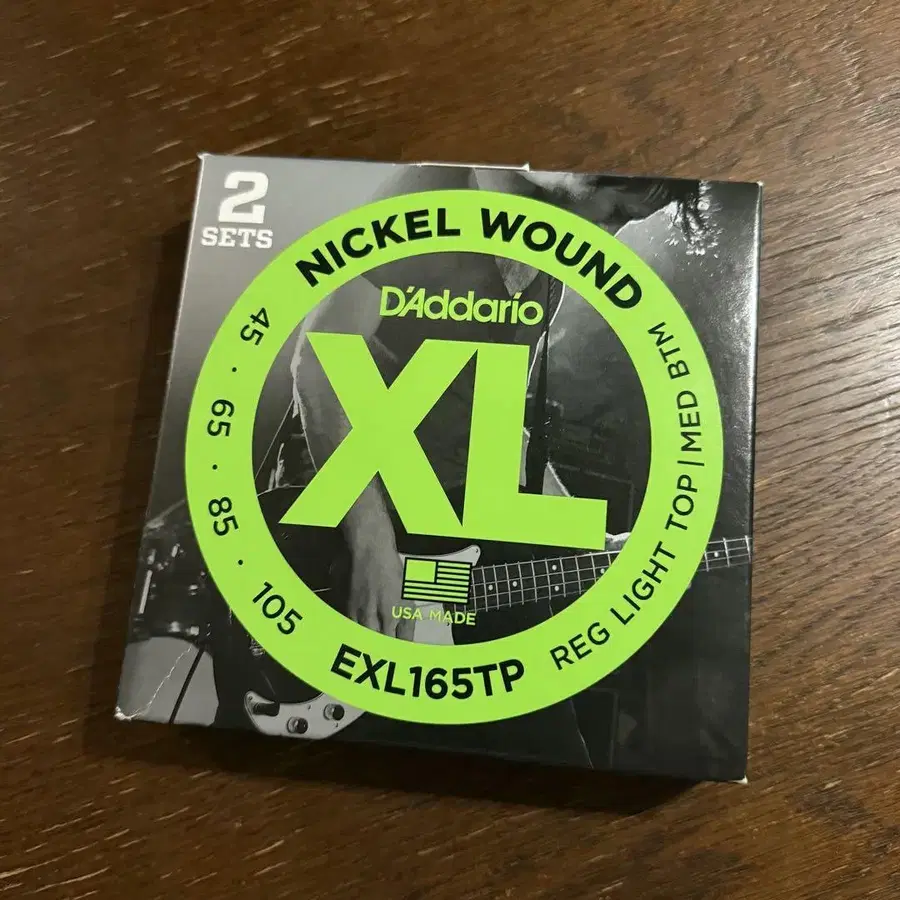 2
SETS
NICKEL WOUND
D'Addario
XL
45 · 65 · 85 · 105
REG LIGHT TOP | MED BTM
USA MADE
EXL165TP